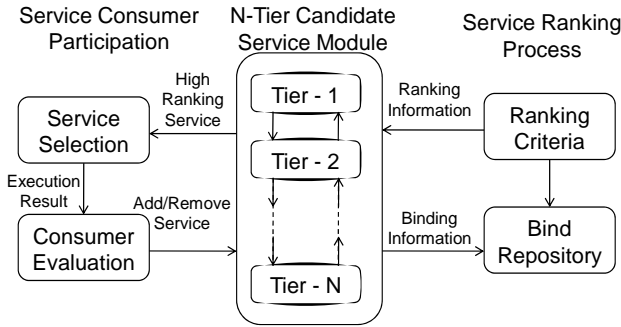 Service Consumer
Participation
N-Tier Candidate
Service Module
Service Ranking
Process
High
Ranking
Service
Tier - 1
Ranking
Information
Service
Selection
Tier - 2
Ranking
Criteria
Execution
Result
Add/Remove
Service
Consumer
Evaluation
Binding
Information
Bind
Repository
Tier - N